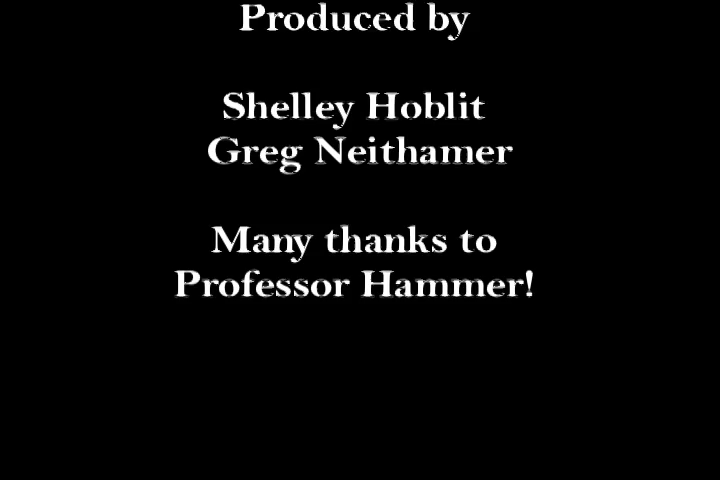 Produced by
Shelley Hoblit
Greg Neithamer
Many thanks to
Professor Hammer!